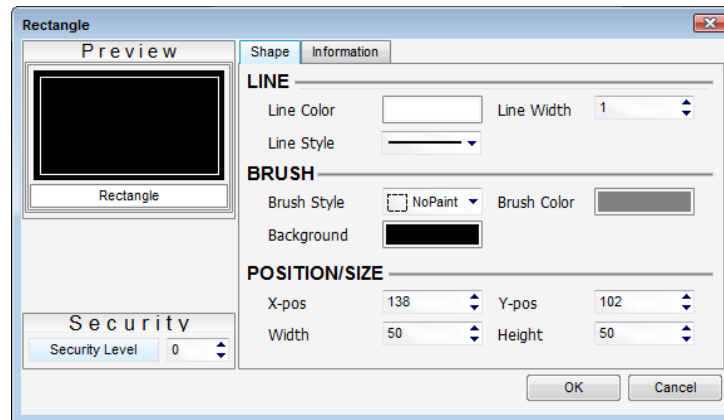 Rectangle
Preview
Rectangle
Security
Security Level 0
Shape Information
LINE
Line Color Line Width 1
Line Style
BRUSH
Brush Style NoPaint Brush Color
Background
POSITION/SIZE
X-pos 138 Y-pos 102
Width 50 Height 50
OK Cancel